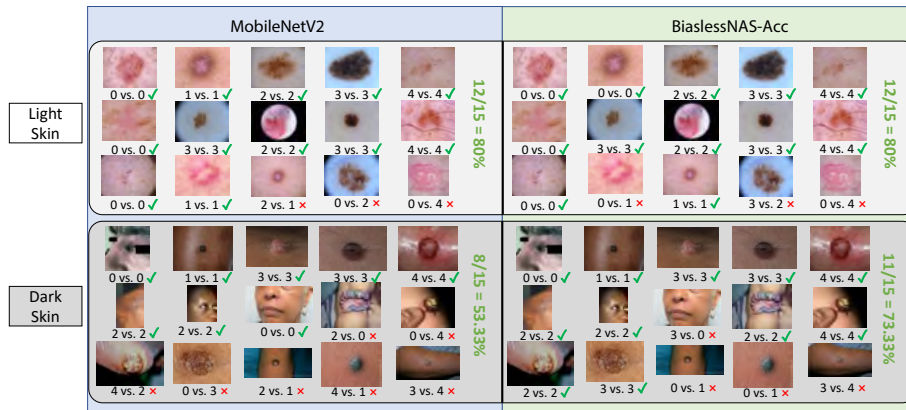 MobileNetV2
BiaslessNAS-Acc
Light
Skin
0 vs. 0 ✓ 1 vs. 1 ✓ 2 vs. 2 ✓ 3 vs. 3 ✓ 4 vs. 4 ✓
0 vs. 0 ✓ 3 vs. 3 ✓ 2 vs. 2 ✓ 3 vs. 3 ✓ 4 vs. 4 ✓
0 vs. 0 ✓ 1 vs. 1 ✓ 2 vs. 1 × 0 vs. 2 × 0 vs. 4 ×
12/15 = 80%
0 vs. 0 ✓ 0 vs. 0 ✓ 2 vs. 2 ✓ 3 vs. 3 ✓ 4 vs. 4 ✓
0 vs. 0 ✓ 3 vs. 3 ✓ 2 vs. 2 ✓ 3 vs. 3 ✓ 4 vs. 4 ✓
0 vs. 0 ✓ 0 vs. 1 × 1 vs. 1 ✓ 3 vs. 2 × 0 vs. 4 ×
12/15 = 80%
Dark
Skin
0 vs. 0 ✓ 1 vs. 1 ✓ 3 vs. 3 ✓ 3 vs. 3 ✓ 4 vs. 4 ✓
2 vs. 2 ✓ 2 vs. 2 ✓ 0 vs. 0 ✓ 2 vs. 0 × 0 vs. 4 ×
4 vs. 2 × 0 vs. 3 × 2 vs. 1 × 4 vs. 1 × 3 vs. 4 ×
8/15 = 53.33%
0 vs. 0 ✓ 1 vs. 1 ✓ 3 vs. 3 ✓ 3 vs. 3 ✓ 4 vs. 4 ✓
2 vs. 2 ✓ 2 vs. 2 ✓ 3 vs. 0 × 2 vs. 2 ✓ 4 vs. 4 ✓
2 vs. 2 ✓ 3 vs. 3 ✓ 0 vs. 1 × 0 vs. 1 × 3 vs. 4 ×
11/15 = 73.33%